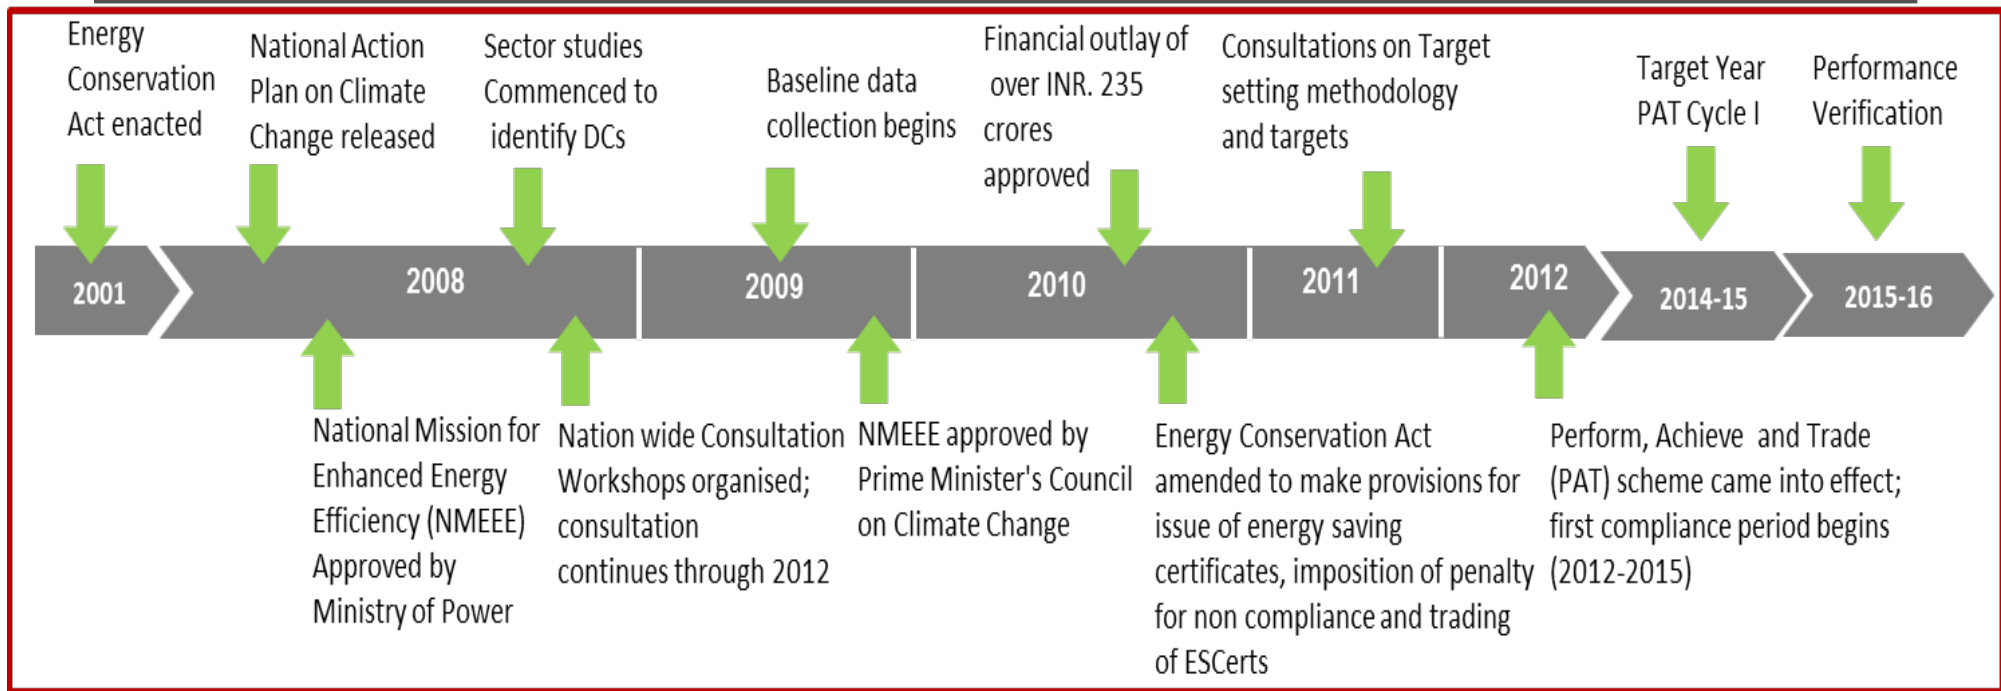 Energy
Conservation
Act enacted
National Action
Plan on Climate
Change released
Sector studies
Commenced to
identify DCs
Baseline data
collection begins
Financial outlay of
over INR. 235
crores
approved
Consultations on Target
setting methodology
and targets
Target Year
PAT Cycle I
Performance
Verification
2001
2008
2009
2010
2011
2012
2014-15
2015-16
National Mission for
Enhanced Energy
Efficiency (NMEEE)
Approved by
Ministry of Power
Nation wide Consultation
Workshops organised;
consultation
continues through 2012
NMEEE approved by
Prime Minister's Council
on Climate Change
Energy Conservation Act
amended to make provisions for
issue of energy saving
certificates, imposition of penalty
for non compliance and trading
of ESCerts
Perform, Achieve and Trade
(PAT) scheme came into effect;
first compliance period begins
(2012-2015)